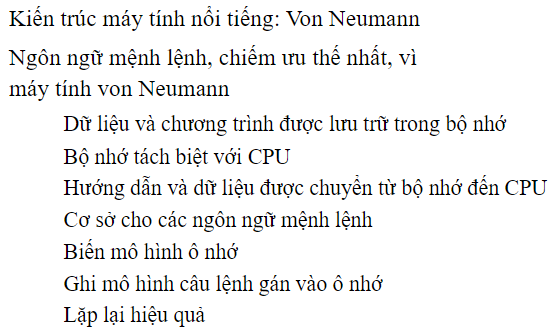 Kiến trúc máy tính nổi tiếng: Von Neumann
Ngôn ngữ mệnh lệnh, chiếm ưu thế nhất, vì
máy tính von Neumann
Dữ liệu và chương trình được lưu trữ trong bộ nhớ
Bộ nhớ tách biệt với CPU
Hướng dẫn và dữ liệu được chuyển từ bộ nhớ đến CPU
Cơ sở cho các ngôn ngữ mệnh lệnh
Biến mô hình ô nhớ
Ghi mô hình câu lệnh gán vào ô nhớ
Lặp lại hiệu quả